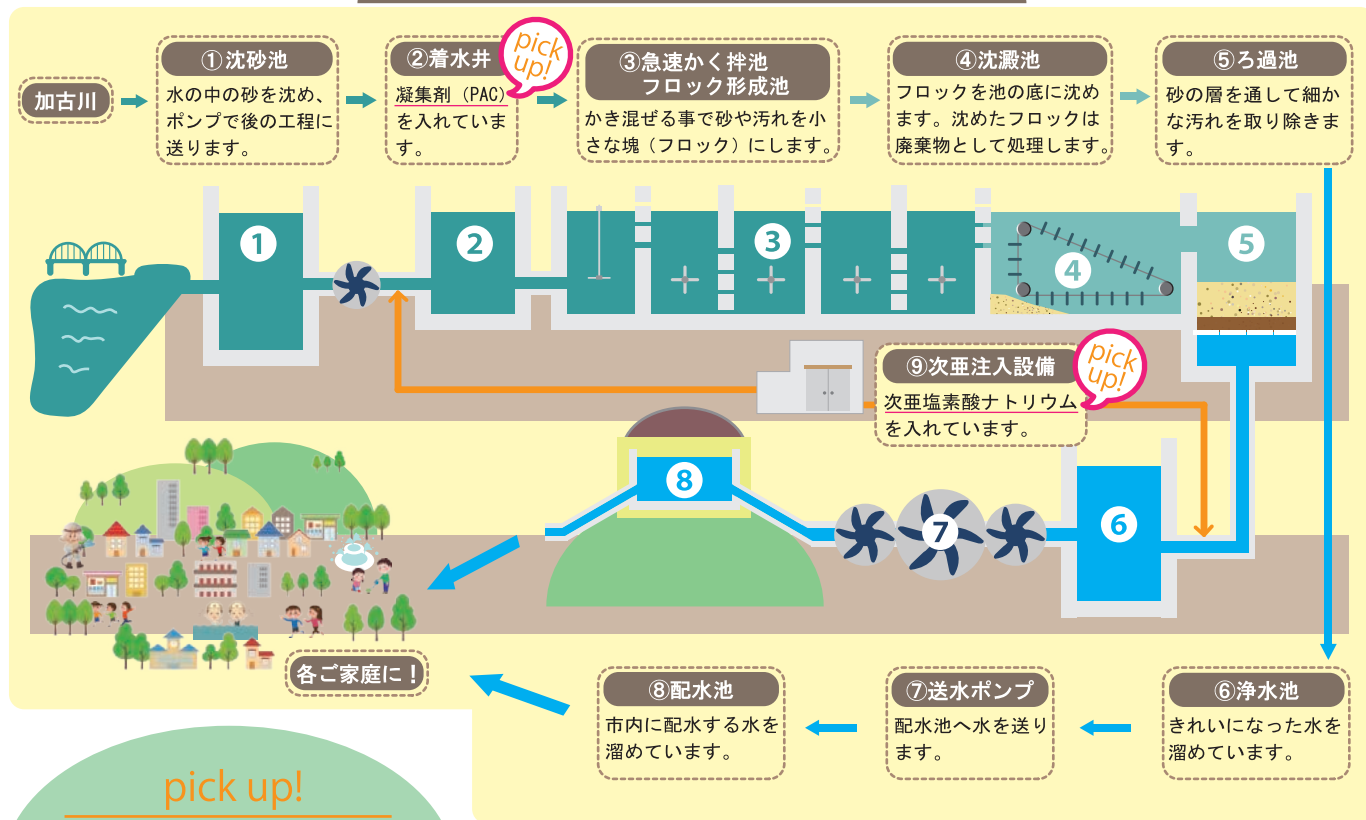 加古川
①沈砂池
水の中の砂を沈め、
ポンプで後の工程に
送ります。
②着水井
pick
up!
凝集剤（PAC）
を入れていま
す。
③急速かく拌池
フロック形成池
かき混ぜる事で砂や汚れを小
さな塊（フロック）にします。
④沈澱池
フロックを池の底に沈め
ます。沈めたフロックは
廃棄物として処理します。
⑤ろ過池
砂の層を通して細か
な汚れを取り除きま
す。
1
2
3
4
5
⑨次亜注入設備
pick
up!
次亜塩素酸ナトリウム
を入れています。
8
7
6
各ご家庭に！
⑧配水池
市内に配水する水を
溜めています。
⑦送水ポンプ
配水池へ水を送り
ます。
⑥浄水池
きれいになった水を
溜めています。
pick up!